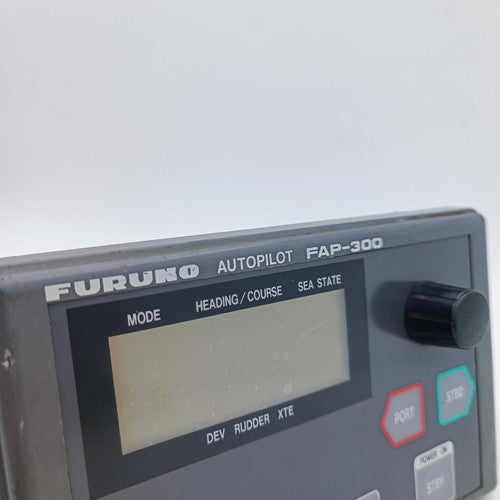 FURUNO AUTOPILOT FAP-300
MODE HEADING/COURSE SEA STATE
DEV RUDDER XTE
PORT STBD
POWER ON
STBY